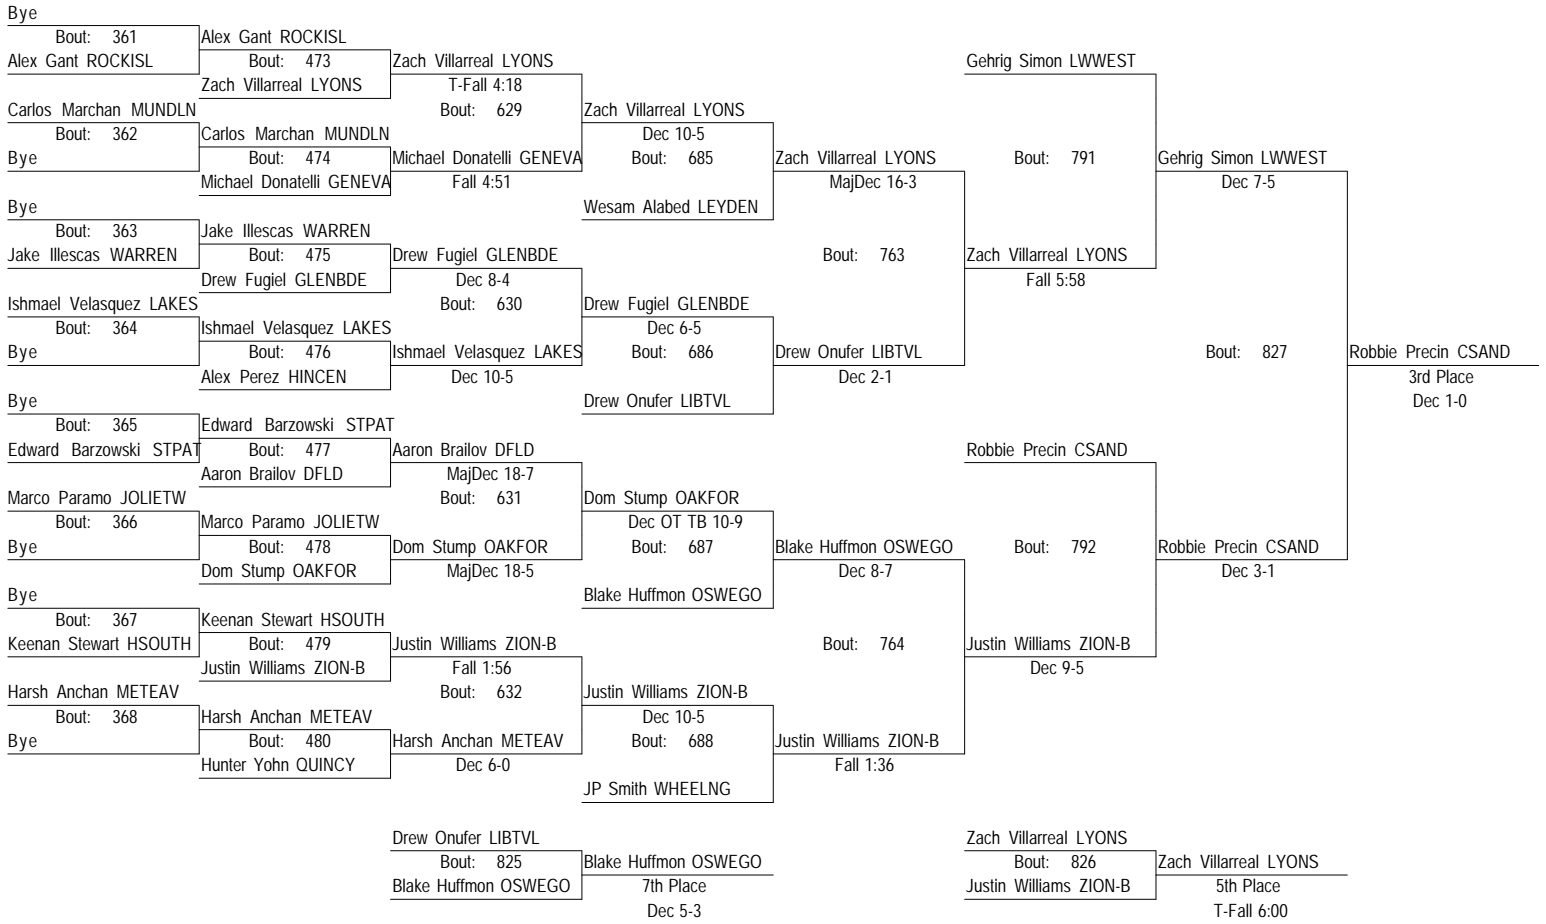 Bye
Bout: 361 Alex Gant ROCKISL
Alex Gant ROCKISL Bout: 473 Zach Villarreal LYONS Gehrig Simon LWWEST
Zach Villarreal LYONS T-Fall 4:18
Carlos Marchan MUNDLN Bout: 629 Zach Villarreal LYONS
Bout: 362 Carlos Marchan MUNDLN Dec 10-5
Bye Bout: 474 Michael Donatelli GENEVA Bout: 685 Zach Villarreal LYONS Bout: 791 Gehrig Simon LWWEST
Michael Donatelli GENEVA Fall 4:51 MajDec 16-3 Dec 7-5
Bye Wesam Alabed LEYDEN
Bout: 363 Jake Illescas WARREN
Jake Illescas WARREN Bout: 475 Drew Fugiel GLENBDE Bout: 763 Zach Villarreal LYONS
Drew Fugiel GLENBDE Dec 8-4 Fall 5:58
Ishmael Velasquez LAKES Bout: 630 Drew Fugiel GLENBDE
Bout: 364 Ishmael Velasquez LAKES Dec 6-5
Bye Bout: 476 Ishmael Velasquez LAKES Bout: 686 Drew Onufer LIBTVL Bout: 827 Robbie Precin CSAND
Alex Perez HINCEN Dec 10-5 Dec 2-1 3rd Place
Bye Drew Onufer LIBTVL Dec 1-0
Bout: 365 Edward Barzowski STPAT
Edward Barzowski STPAT Bout: 477 Aaron Brailov DFLD Robbie Precin CSAND
Aaron Brailov DFLD MajDec 18-7
Marco Paramo JOLIETW Bout: 631 Dom Stump OAKFOR
Bout: 366 Marco Paramo JOLIETW Dec OT TB 10-9
Bye Bout: 478 Dom Stump OAKFOR Bout: 687 Blake Huffmon OSWEGO Bout: 792 Robbie Precin CSAND
Dom Stump OAKFOR MajDec 18-5 Dec 8-7 Dec 3-1
Bye Blake Huffmon OSWEGO
Bout: 367 Keenan Stewart HSOUTH
Keenan Stewart HSOUTH Bout: 479 Justin Williams ZION-B Bout: 764 Justin Williams ZION-B
Justin Williams ZION-B Fall 1:56 Dec 9-5
Harsh Anchan METEAV Bout: 632 Justin Williams ZION-B
Bout: 368 Harsh Anchan METEAV Dec 10-5
Bye Bout: 480 Harsh Anchan METEAV Bout: 688 Justin Williams ZION-B
Hunter Yohn QUINCY Dec 6-0 Fall 1:36
JP Smith WHEELNG
Drew Onufer LIBTVL Zach Villarreal LYONS
Bout: 825 Blake Huffmon OSWEGO Bout: 826 Zach Villarreal LYONS
Blake Huffmon OSWEGO 7th Place Justin Williams ZION-B 5th Place
Dec 5-3 T-Fall 6:00